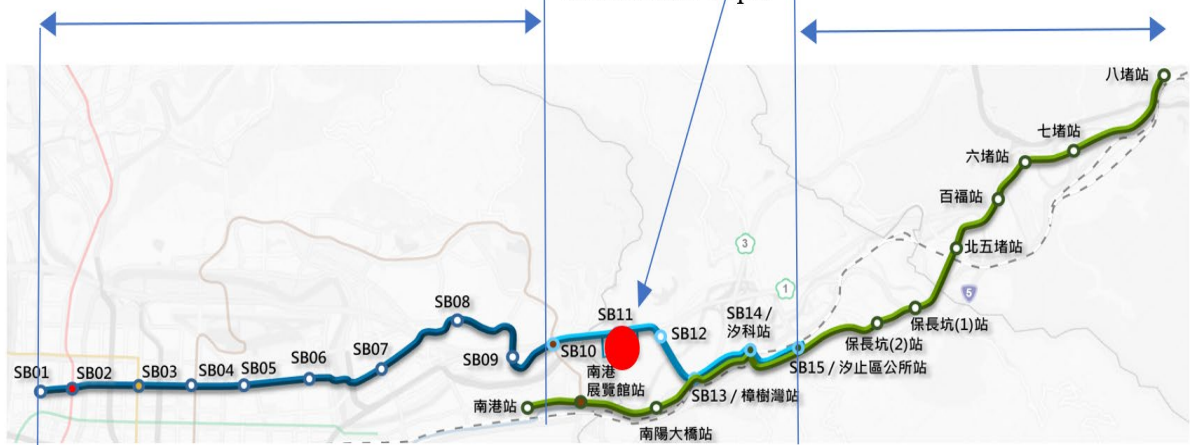 SB01
SB02
SB03
SB04
SB05
SB06
SB07
SB08
SB09
SB10
SB11
SB12
SB13 / 樟樹灣站
SB14 /
汐科站
SB15 / 汐止區公所站
南港
展覽館站
南港站
南陽大橋站
保長坑(2)站
保長坑(1)站
北五堵站
百福站
六堵站
七堵站
八堵站
3
1
5